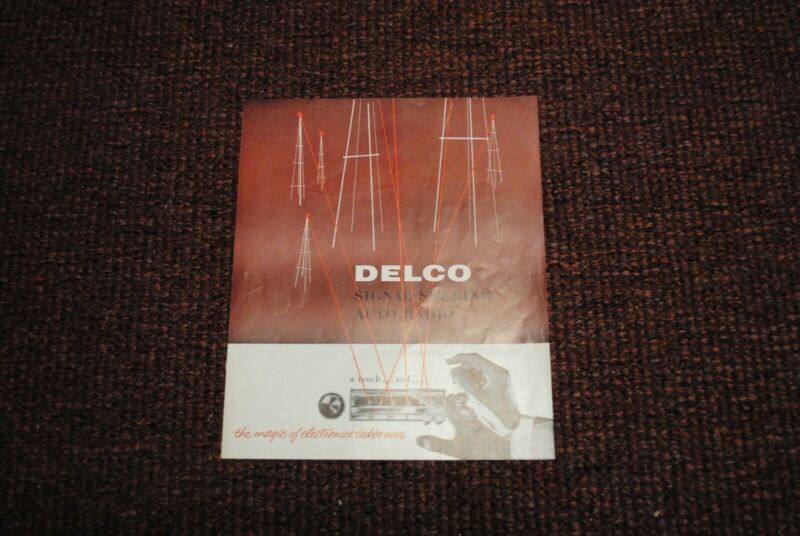 DELCO
SIGNAL-SEEKING
AUTO RADIO
a touch...and...
the magic of electronics takes over